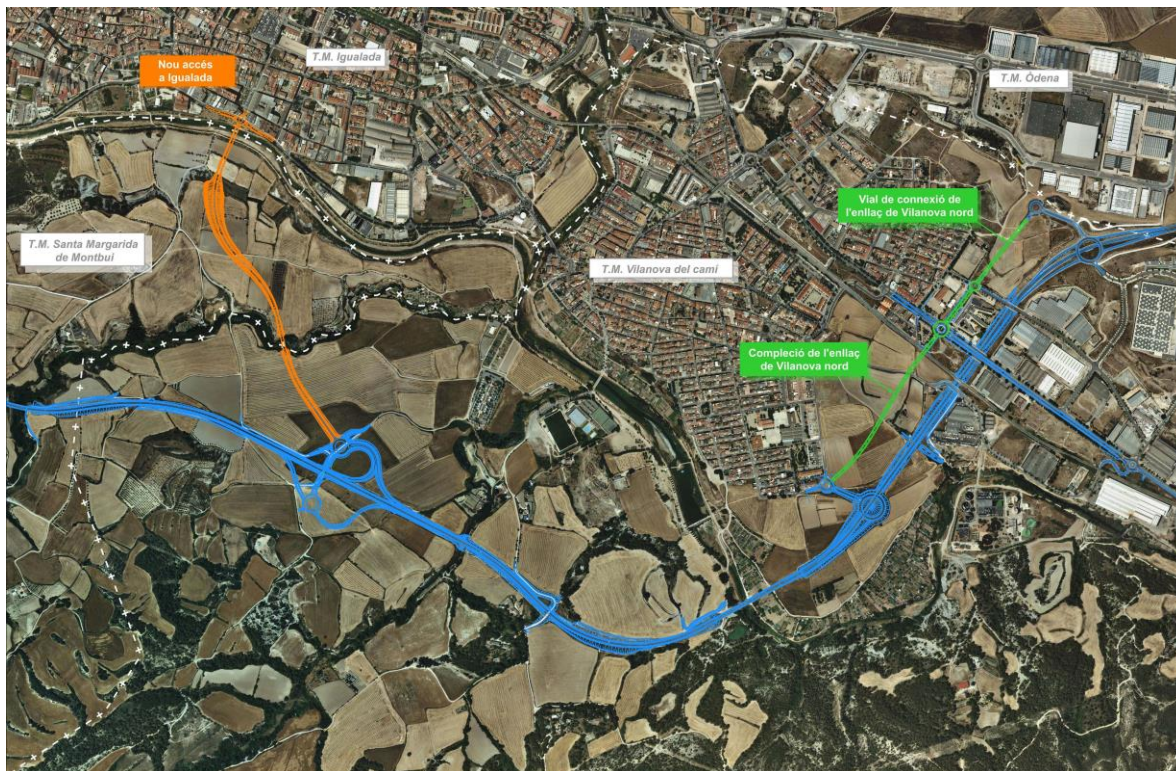 Nou accés
a Igualada
T.M. Igualada
T.M. Òdena
Vial de connexió de
l'enllaç de Vilanova nord
T.M. Santa Margarida
de Montbui
T.M. Vilanova del camí
Compleció de l'enllaç
de Vilanova nord